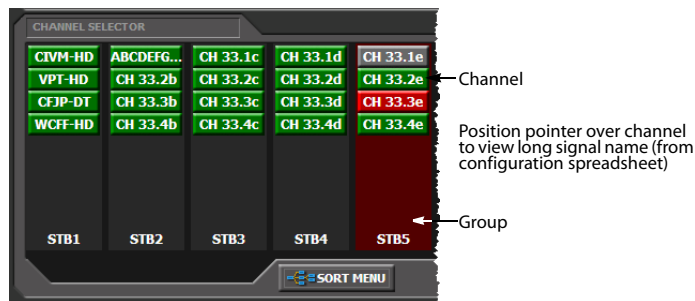 CHANNEL SELECTOR
CIVM-HD ABCDEFG... CH 33.1c CH 33.1d CH 33.1e
VPT-HD CH 33.2b CH 33.2c CH 33.2d CH 33.2e
CFJP-DT CH 33.3b CH 33.3c CH 33.3d CH 33.3e
WCFF-HD CH 33.4b CH 33.4c CH 33.4d CH 33.4e
Channel
Position pointer over channel
to view long signal name (from
configuration spreadsheet)
Group
STB1 STB2 STB3 STB4 STB5
SORT MENU